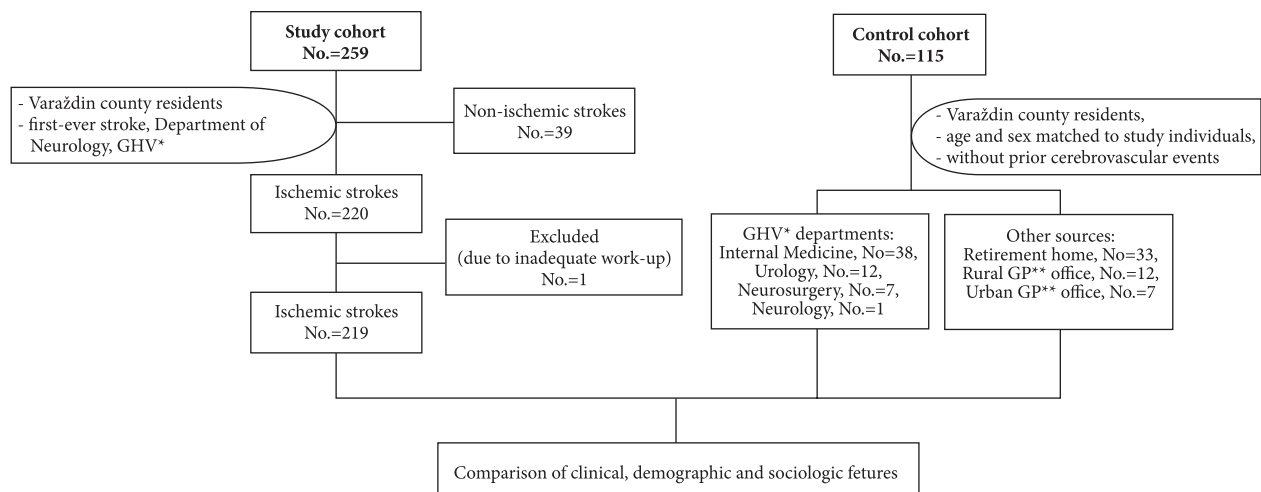 Study cohort
No.=259
- Varaždin county residents
- first-ever stroke, Department of
Neurology, GHV*
Non-ischemic strokes
No.=39
Ischemic strokes
No.=220
Excluded
(due to inadequate work-up)
No.=1
Ischemic strokes
No.=219
Control cohort
No.=115
- Varaždin county residents,
- age and sex matched to study individuals,
- without prior cerebrovascular events
GHV* departments:
Internal Medicine, No=38,
Urology, No.=12,
Neurosurgery, No.=7,
Neurology, No.=1
Other sources:
Retirement home, No=33,
Rural GP** office, No.=12,
Urban GP** office, No.=7
Comparison of clinical, demographic and sociologic fetures